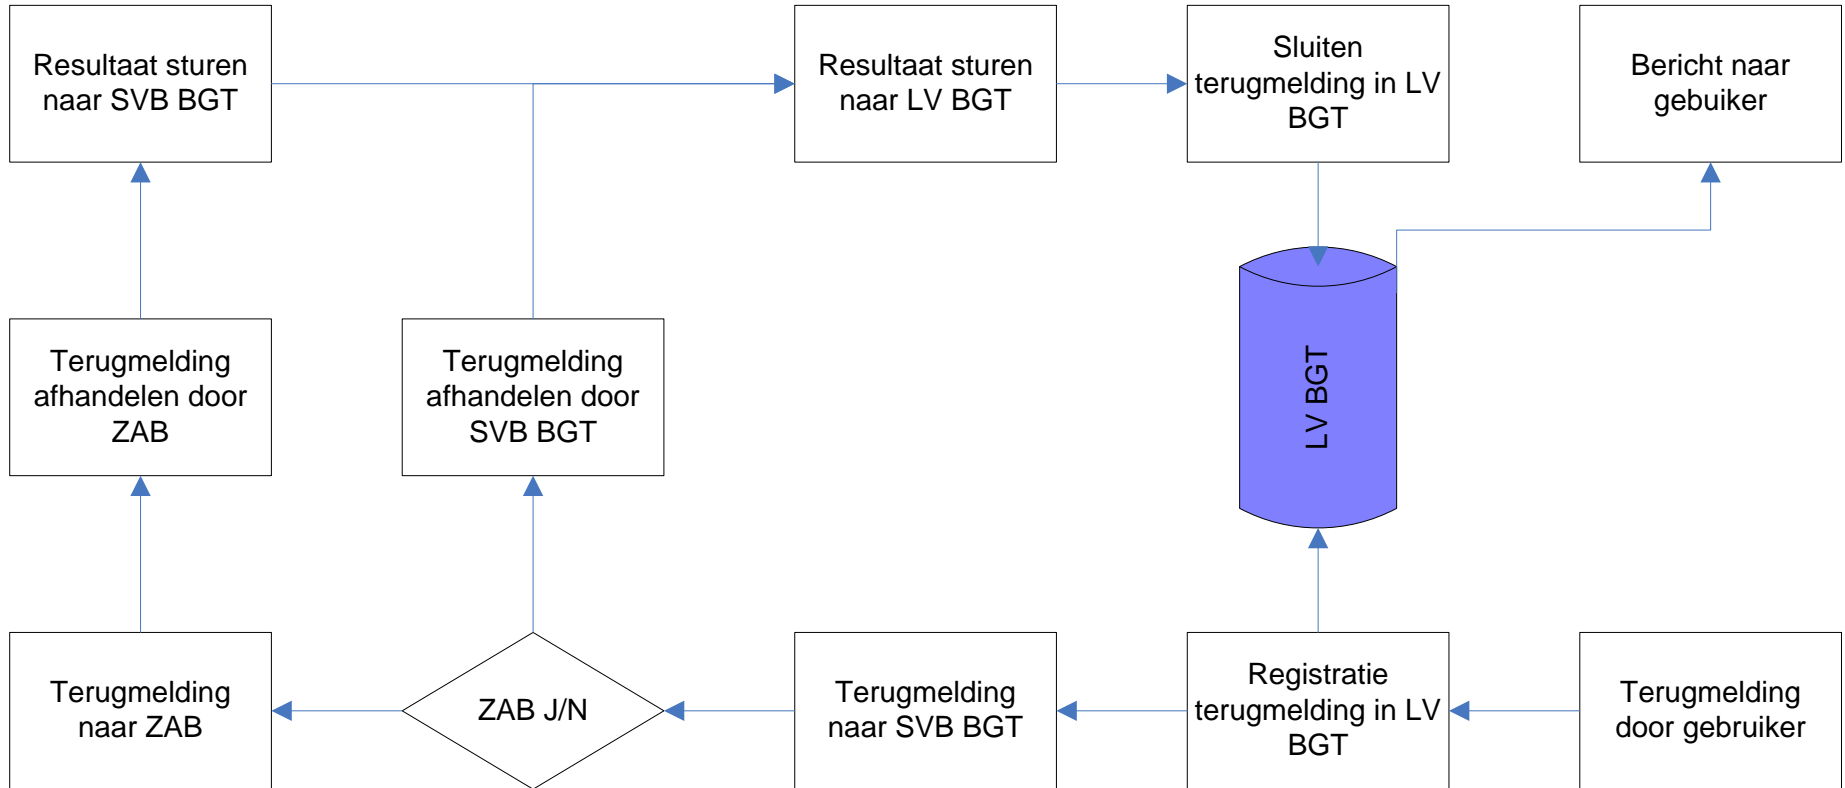 Resultaat sturen
naar SVB BGT
Resultaat sturen
naar LV BGT
Sluiten
terugmelding in LV
BGT
Bericht naar
gebuiker
Terugmelding
afhandelen door
ZAB
Terugmelding
afhandelen door
SVB BGT
LV BGT
Terugmelding
naar ZAB
ZAB J/N
Terugmelding
naar SVB BGT
Registratie
terugmelding in LV
BGT
Terugmelding
door gebruiker